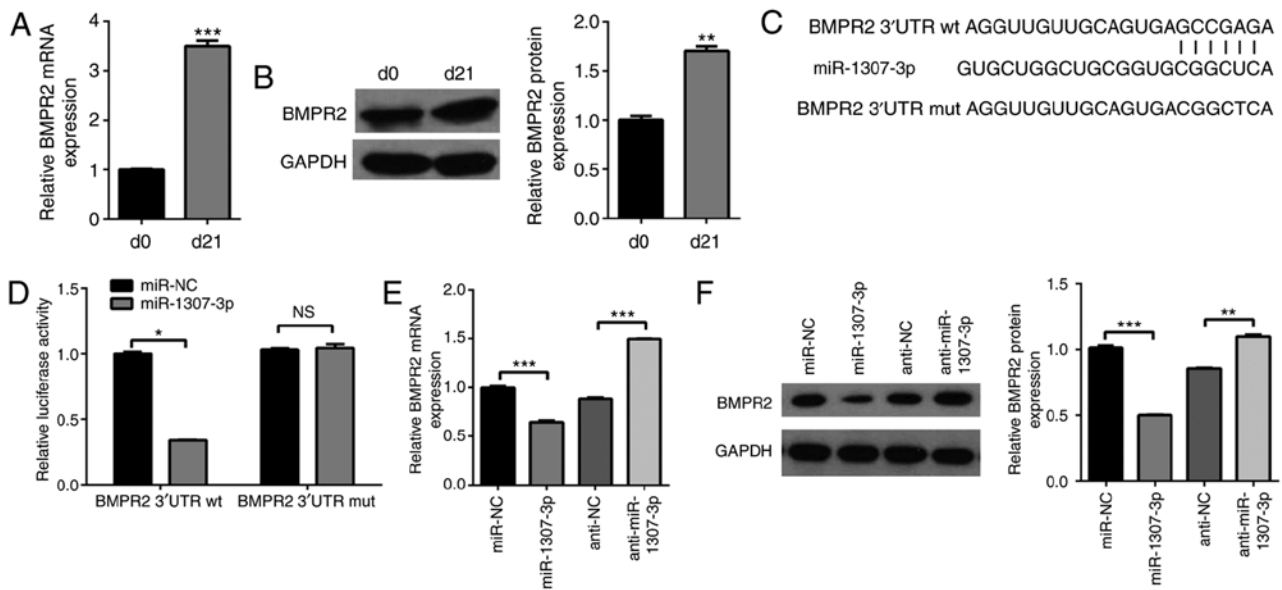 A
Relative BMPR2 mRNA
expression
4
3
2
1
0
***
d0
d21
B
d0
d21
BMPR2
GAPDH
Relative BMPR2 protein
expression
2.0
1.5
1.0
0.5
0.0
**
d0
d21
C
BMPR2 3′UTR wt AGGUUGUUGCAGUGAGCCGAGA
miR-1307-3p GUGCUGGCUGCGGUGCGGCUCA
BMPR2 3′UTR mut AGGUUGUUGCAGUGACGGCTCA
D
Relative luciferase activity
1.5
1.0
0.5
0.0
miR-NC
miR-1307-3p
*
NS
BMPR2 3′UTR wt
BMPR2 3′UTR mut
E
Relative BMPR2 mRNA
expression
2.0
1.5
1.0
0.5
0.0
***
***
miR-NC
miR-1307-3p
anti-NC
anti-miR-
1307-3p
F
miR-NC
miR-1307-3p
anti-NC
anti-miR-
1307-3p
BMPR2
GAPDH
Relative BMPR2 protein
expression
1.5
1.0
0.5
0.0
***
**
miR-NC
miR-1307-3p
anti-NC
anti-miR-
1307-3p